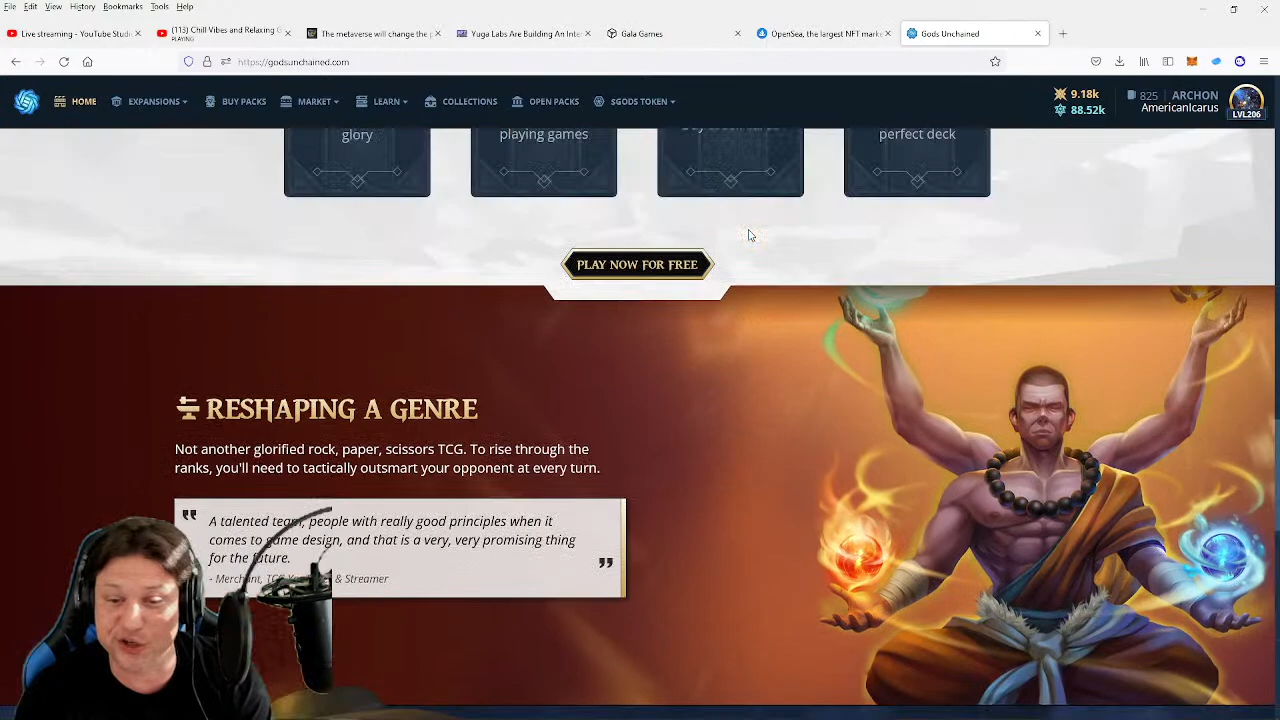 File Edit View History Bookmarks Tools Help
Live streaming - YouTube Studi
(113) Chill Vibes and Relaxing G
PLAYING
The metaverse will change the p
Yuga Labs Are Building An Inter
Gala Games
OpenSea, the largest NFT mark
Gods Unchained
https://godsunchained.com
HOME EXPANSIONS BUY PACKS MARKET LEARN COLLECTIONS OPEN PACKS $GODS TOKEN
9.18k
88.52k
825 ARCHON
AmericanIcarus
LVL206
glory
playing games
perfect deck
PLAY NOW FOR FREE
RESHAPING A GENRE
Not another glorified rock, paper, scissors TCG. To rise through the
ranks, you'll need to tactically outsmart your opponent at every turn.
" A talented team, people with really good principles when it
comes to game design, and that is a very, very promising thing
for the future. "
- Merchant, TCG & Streamer